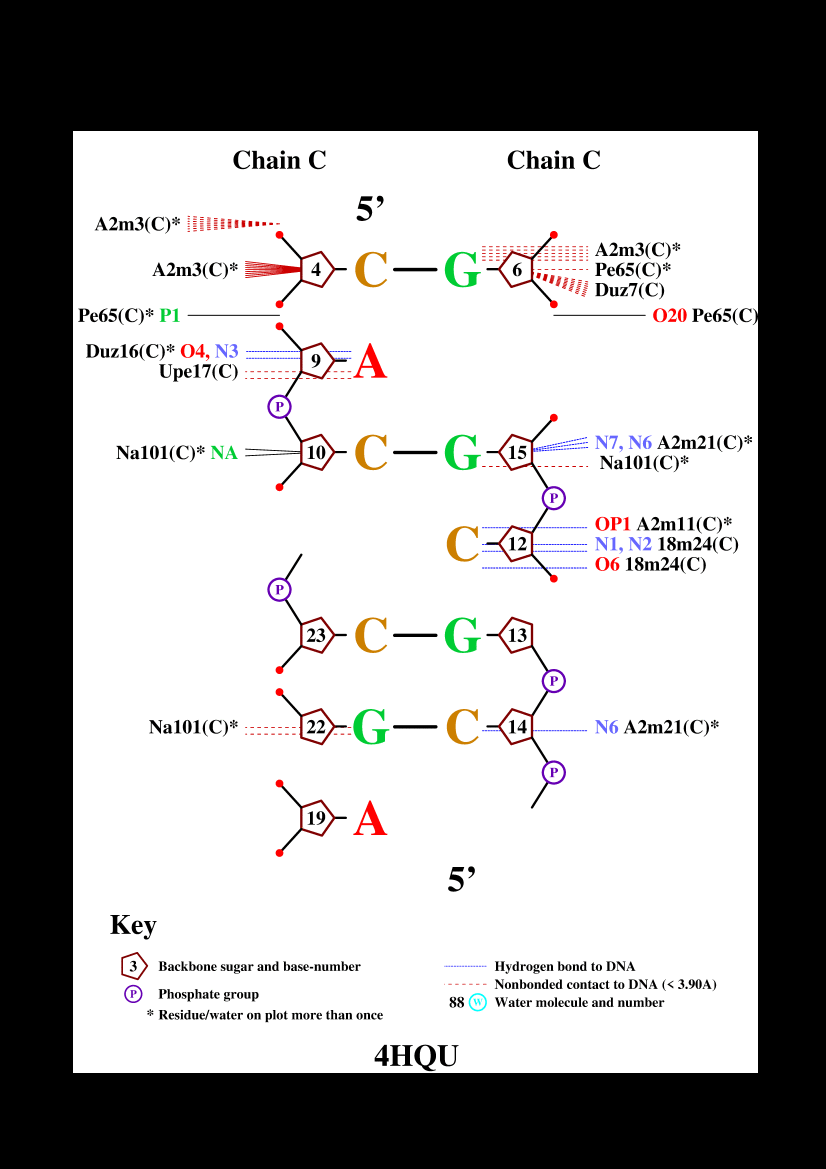 Chain C Chain C
5’
A2m3(C)*
A2m3(C)* 4 C G 6 A2m3(C)*
Pe65(C)*
Duz7(C)
Pe65(C)* P1 O20 Pe65(C)
Duz16(C)* O4, N3 9 A
Upe17(C)
P
Na101(C)* NA 10 C G 15 N7, N6 A2m21(C)*
Na101(C)*
P
C 12 OP1 A2m11(C)*
N1, N2 18m24(C)
O6 18m24(C)
P
23 C G 13
P
Na101(C)* 22 G C 14 N6 A2m21(C)*
P
19 A
5’
Key
3 Backbone sugar and base-number
P Phosphate group
* Residue/water on plot more than once
Hydrogen bond to DNA
Nonbonded contact to DNA (< 3.90A)
88 W Water molecule and number
4HQU